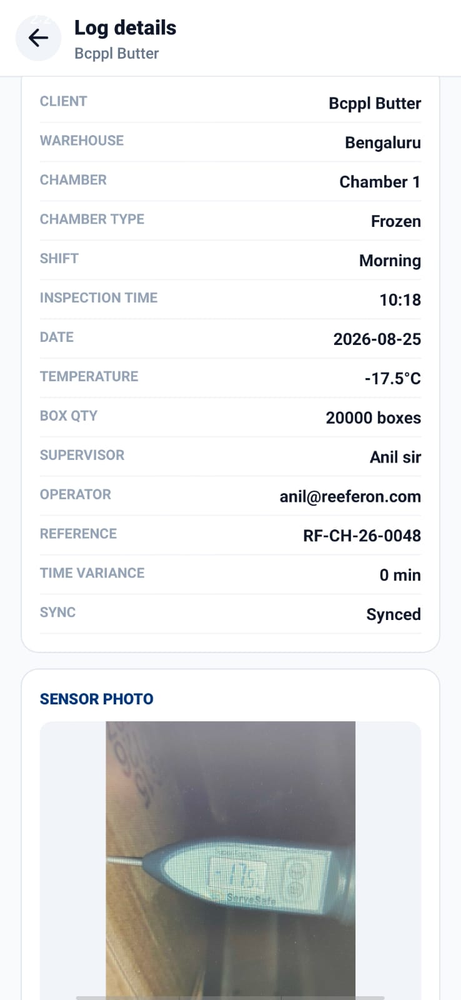 Log details
Bcppl Butter
CLIENT Bcppl Butter
WAREHOUSE Bengaluru
CHAMBER Chamber 1
CHAMBER TYPE Frozen
SHIFT Morning
INSPECTION TIME 10:18
DATE 2026-08-25
TEMPERATURE -17.5°C
BOX QTY 20000 boxes
SUPERVISOR Anil sir
OPERATOR anil@reeferon.com
REFERENCE RF-CH-26-0048
TIME VARIANCE 0 min
SYNC Synced
SENSOR PHOTO
-17.5
ServeSafe